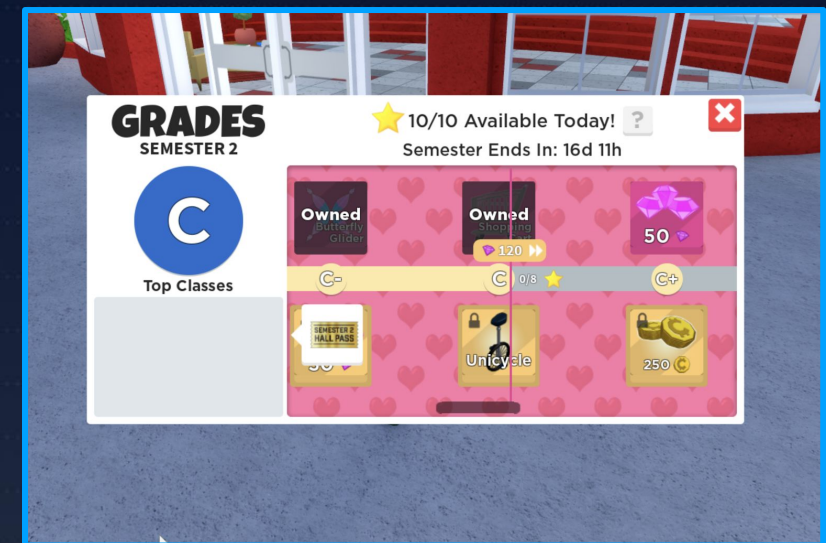 GRADES
SEMESTER 2
10/10 Available Today!
?
Semester Ends In: 16d 11h
C
Top Classes
Owned
Butterfly
Glider
Owned
Shopping
50
120
C-
C
0/8
C+
SEMESTER 2
HALL PASS
Unicycle
250